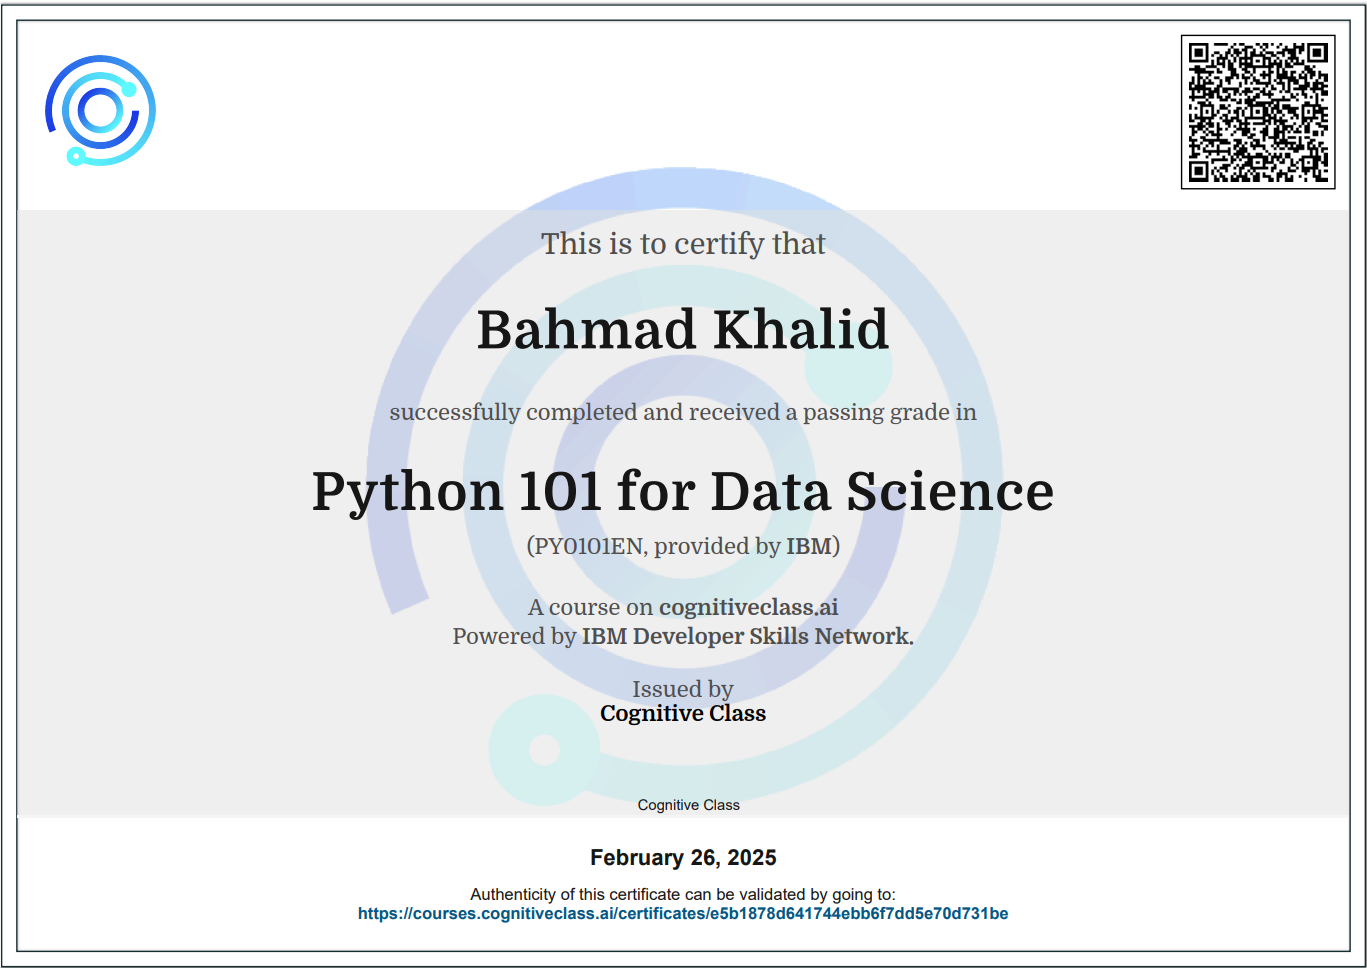 This is to certify that
Bahmad Khalid
successfully completed and received a passing grade in
Python 101 for Data Science
(PY0101EN, provided by IBM)
A course on cognitiveclass.ai
Powered by IBM Developer Skills Network.
Issued by
Cognitive Class
Cognitive Class
February 26, 2025
Authenticity of this certificate can be validated by going to:
https://courses.cognitiveclass.ai/certificates/e5b1878d641744ebb6f7dd5e70d731be